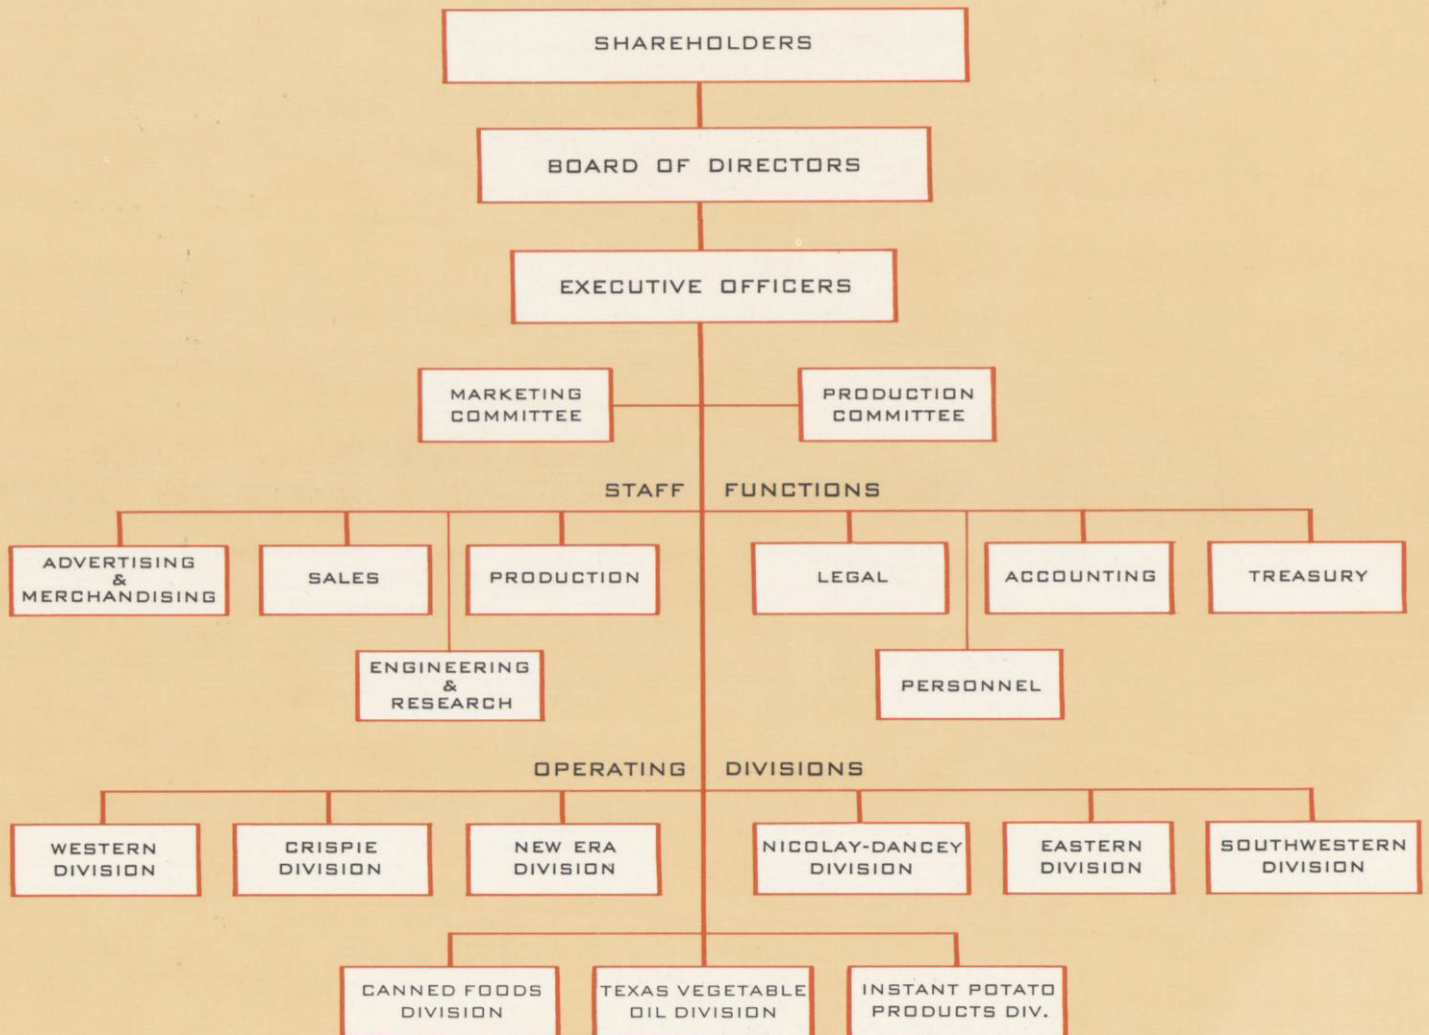 SHAREHOLDERS
BOARD OF DIRECTORS
EXECUTIVE OFFICERS
MARKETING
COMMITTEE
PRODUCTION
COMMITTEE
STAFF FUNCTIONS
ADVERTISING
&
MERCHANDISING
SALES
PRODUCTION
LEGAL
ACCOUNTING
TREASURY
ENGINEERING
&
RESEARCH
PERSONNEL
OPERATING DIVISIONS
WESTERN
DIVISION
CRISPIE
DIVISION
NEW ERA
DIVISION
NICOLAY-DANCEY
DIVISION
EASTERN
DIVISION
SOUTHWESTERN
DIVISION
CANNED FOODS
DIVISION
TEXAS VEGETABLE
OIL DIVISION
INSTANT POTATO
PRODUCTS DIV.